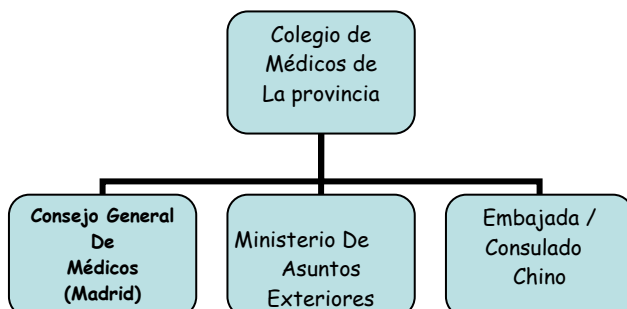 Colegio de
Médicos de
La provincia
Consejo General
De
Médicos
(Madrid)
Ministerio De
Asuntos
Exteriores
Embajada /
Consulado
Chino